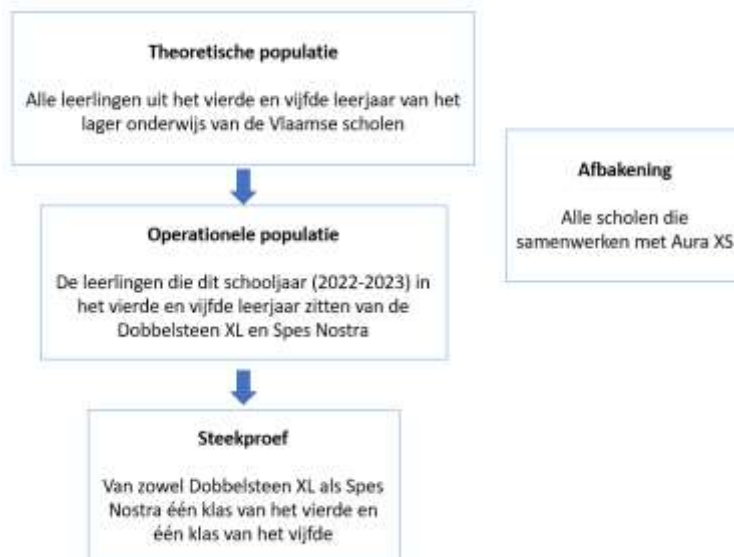 Theoretische populatie
Alle leerlingen uit het vierde en vijfde leerjaar van het
lager onderwijs van de Vlaamse scholen
Afbakening
Alle scholen die
samenwerken met Aura XS
Operationele populatie
De leerlingen die dit schooljaar (2022-2023) in
het vierde en vijfde leerjaar zitten van de
Dobbelsteen XL en Spes Nostra
Steekproef
Van zowel Dobbelsteen XL als Spes
Nostra één klas van het vierde en
één klas van het vijfde